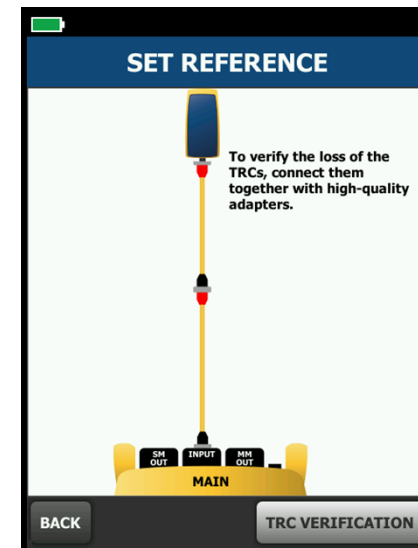 SET REFERENCE
To verify the loss of the
TRCs, connect them
together with high-quality
adapters.
SM OUT
INPUT
MM OUT
MAIN
BACK
TRC VERIFICATION